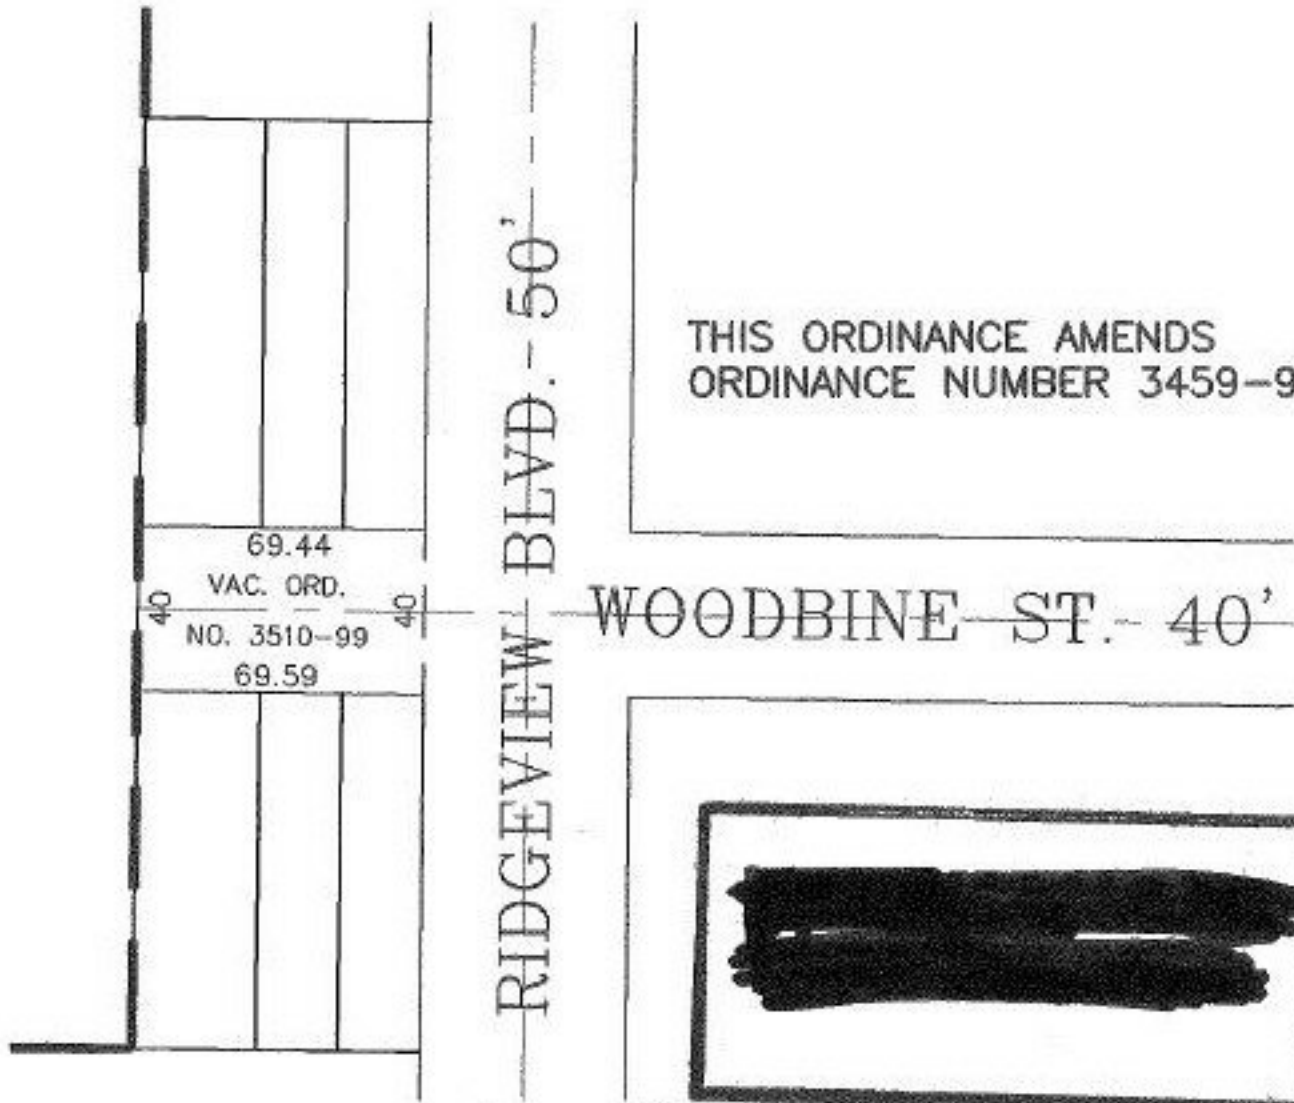 RIDGEVIEW BLVD. 50'
THIS ORDINANCE AMENDS
ORDINANCE NUMBER 3459-9
69.44
VAC. ORD.
40
40
NO. 3510-99
69.59
WOODBINE ST. 40'